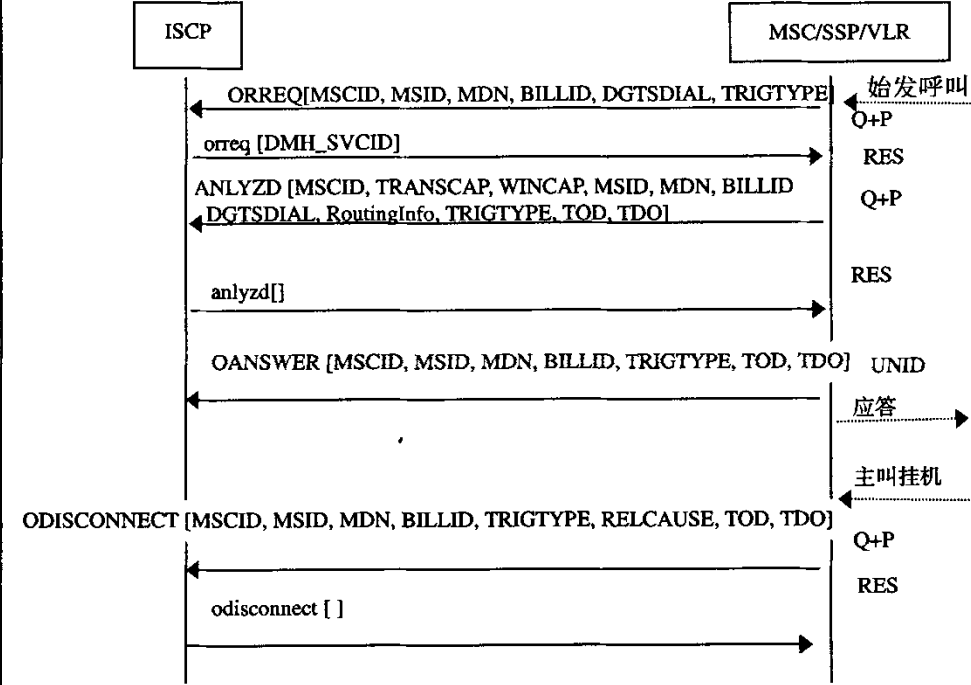 ISCP
MSC/SSP/VLR
始发呼叫
ORREQ[MSCID, MSID, MDN, BILLID, DGTSDIAL, TRIGTYPE]
Q+P
orreq [DMH_SVCID]
RES
ANLYZD [MSCID, TRANSCAP, WINCAP, MSID, MDN, BILLID
DGTSDIAL, RoutingInfo, TRIGTYPE, TOD, TDO]
Q+P
RES
anlyzd[]
OANSWER [MSCID, MSID, MDN, BILLID, TRIGTYPE, TOD, TDO]
UNID
应答
主叫挂机
ODISCONNECT [MSCID, MSID, MDN, BILLID, TRIGTYPE, RELCAUSE, TOD, TDO]
Q+P
RES
odisconnect [ ]